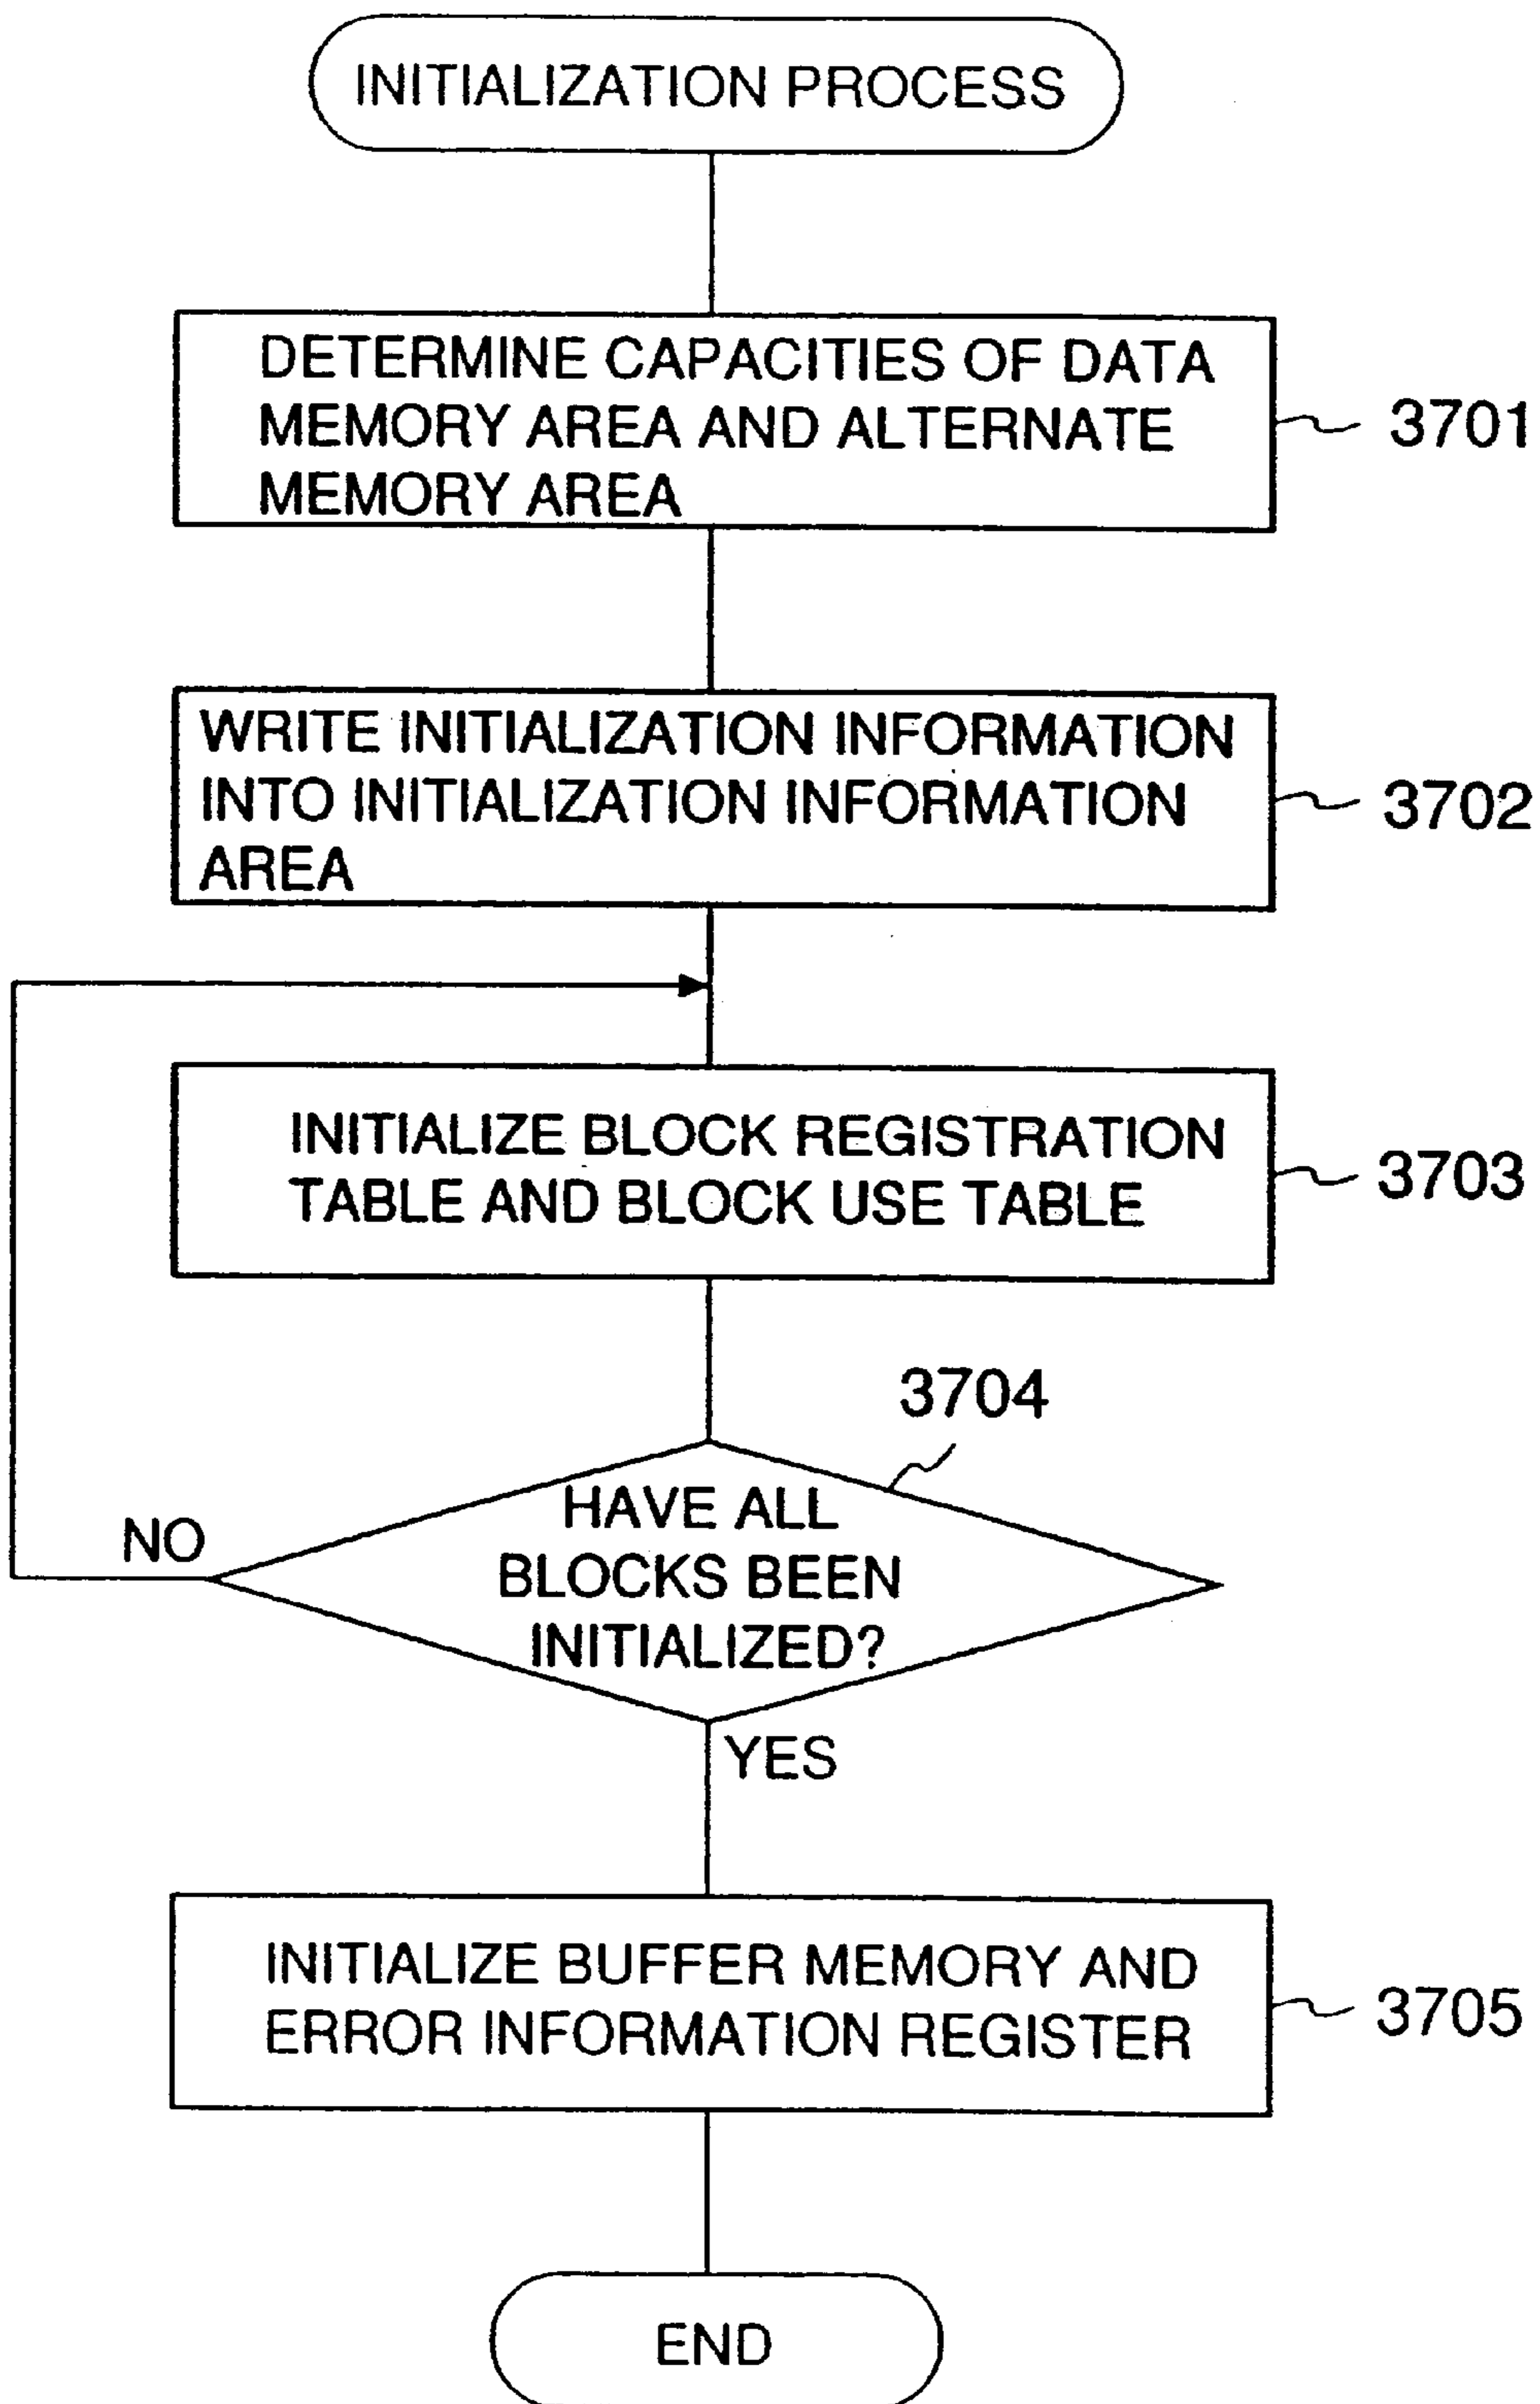 INITIALIZATION PROCESS
DETERMINE CAPACITIES OF DATA
MEMORY AREA AND ALTERNATE
MEMORY AREA
3701
WRITE INITIALIZATION INFORMATION
INTO INITIALIZATION INFORMATION
AREA
3702
INITIALIZE BLOCK REGISTRATION
TABLE AND BLOCK USE TABLE
3703
3704
HAVE ALL
BLOCKS BEEN
INITIALIZED?
NO
YES
INITIALIZE BUFFER MEMORY AND
ERROR INFORMATION REGISTER
3705
END